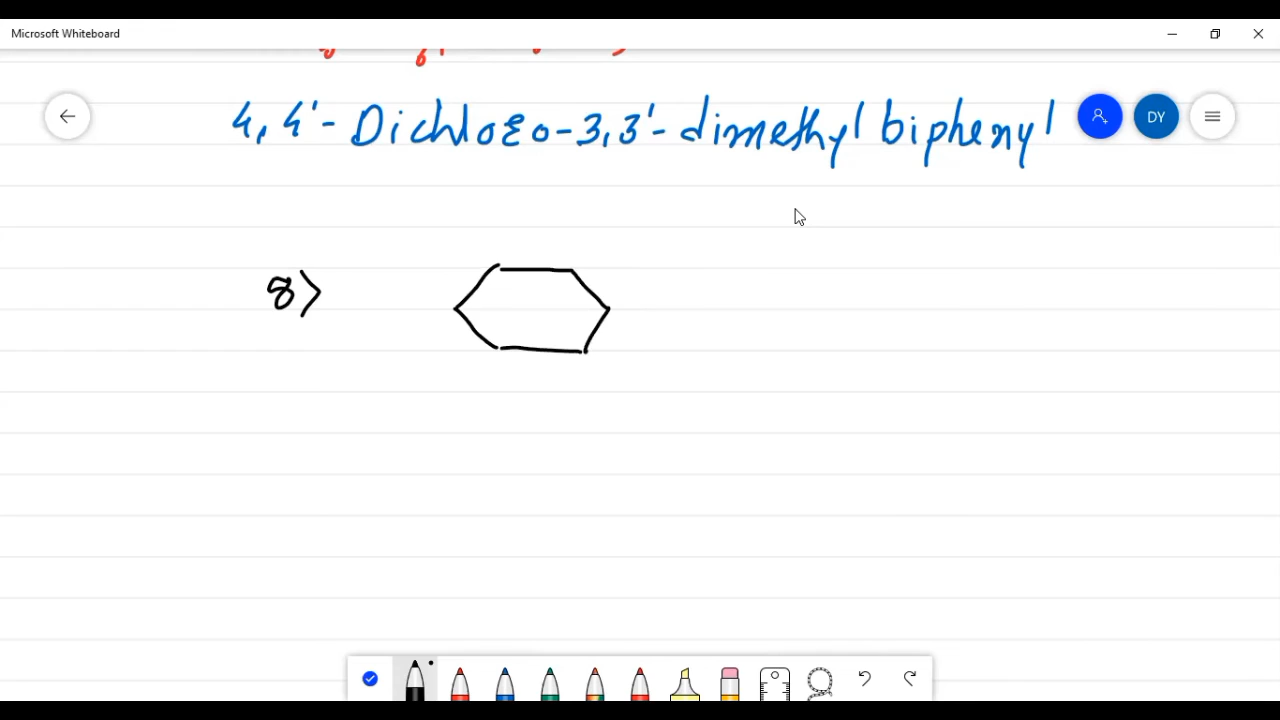 Microsoft Whiteboard
4,4'- Dichloro-3,3'-dimethyl biphenyl
DY
8>